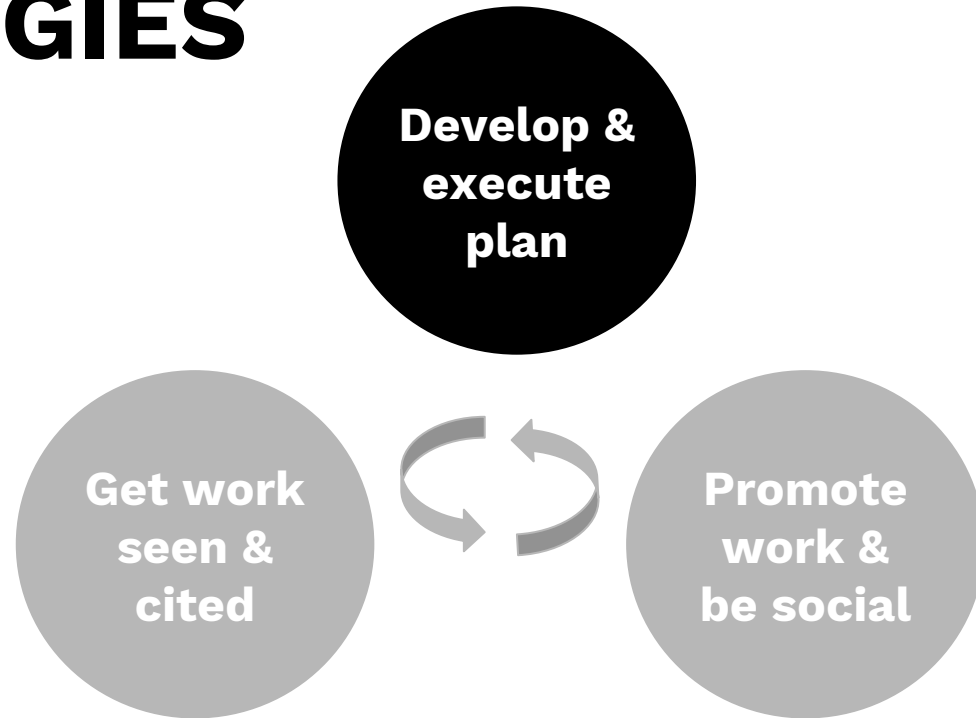 GIES
Develop &
execute
plan
Get work
seen &
cited
Promote
work &
be social